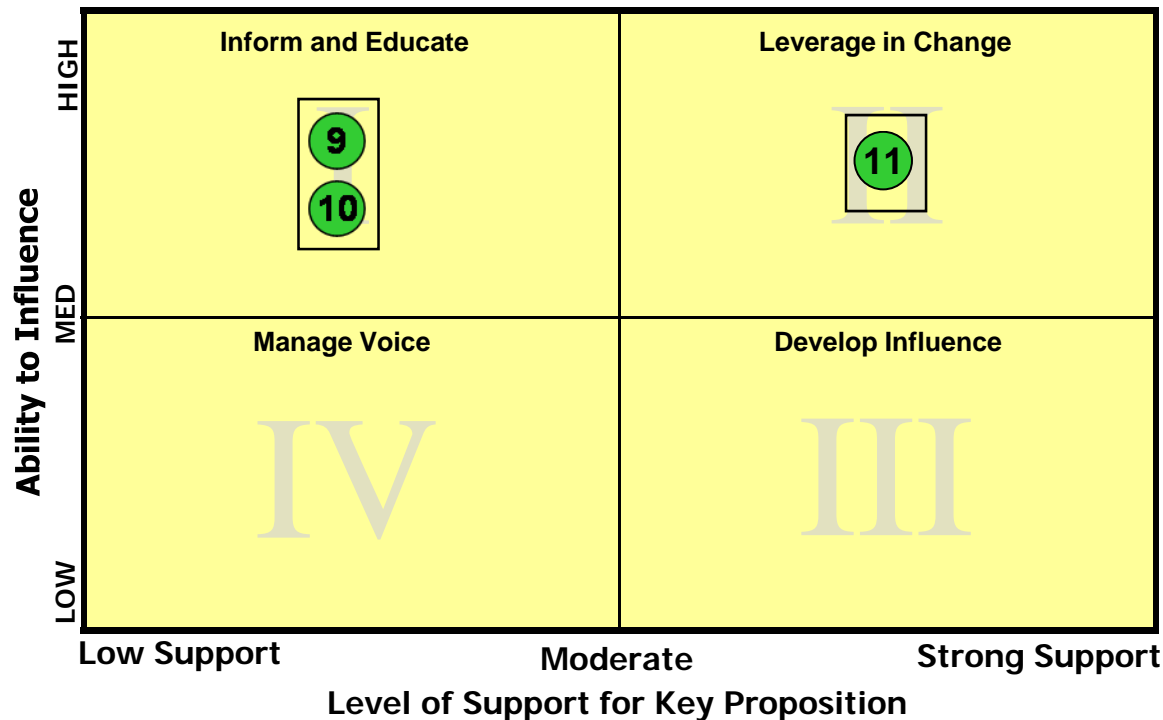 Inform and Educate
Leverage in Change
HIGH
I
II
9
11
10
Ability to Influence
MED
Manage Voice
Develop Influence
IV
III
LOW
Low Support
Moderate
Strong Support
Level of Support for Key Proposition